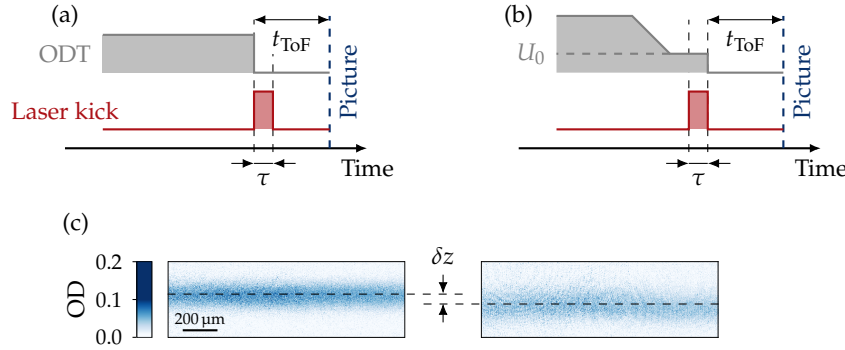 (a)
t_ToF
ODT
Laser kick
Picture
Time
τ
(b)
t_ToF
U_0
Picture
Time
τ
(c)
OD
0.2
0.1
0.0
200 μm
δz